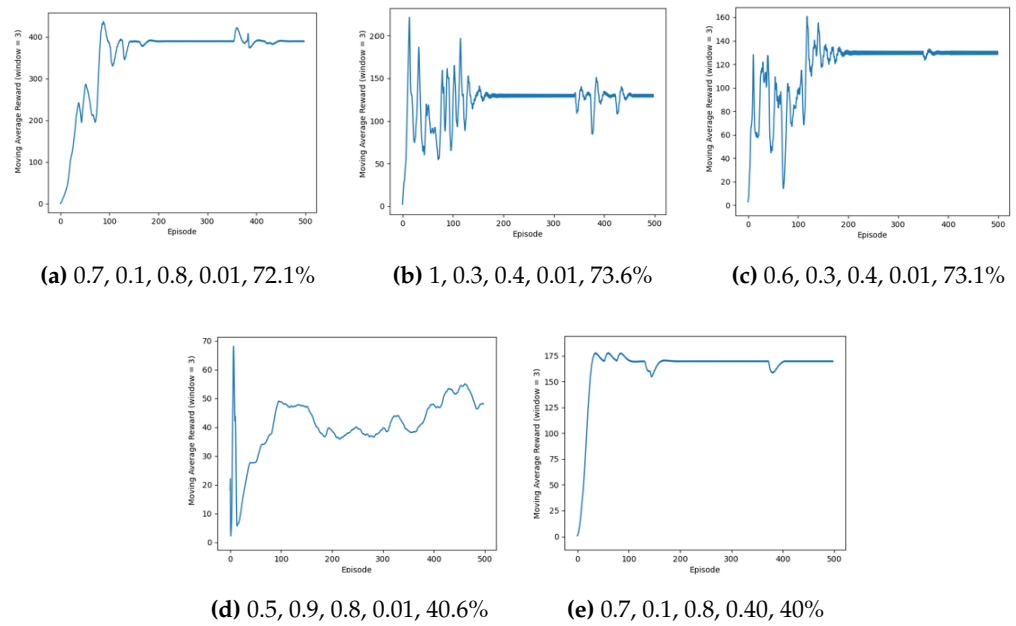 Moving Average Reward (window = 3)
400
300
200
100
0
0 100 200 300 400 500
Episode
(a) 0.7, 0.1, 0.8, 0.01, 72.1%
Moving Average Reward (window = 3)
200
150
100
50
0
0 100 200 300 400 500
Episode
(b) 1, 0.3, 0.4, 0.01, 73.6%
Moving Average Reward (window = 3)
160
140
120
100
80
60
40
20
0
0 100 200 300 400 500
Episode
(c) 0.6, 0.3, 0.4, 0.01, 73.1%
Moving Average Reward (window = 3)
70
60
50
40
30
20
10
0
0 100 200 300 400 500
Episode
(d) 0.5, 0.9, 0.8, 0.01, 40.6%
Moving Average Reward (window = 3)
175
150
125
100
75
50
25
0
0 100 200 300 400 500
Episode
(e) 0.7, 0.1, 0.8, 0.40, 40%